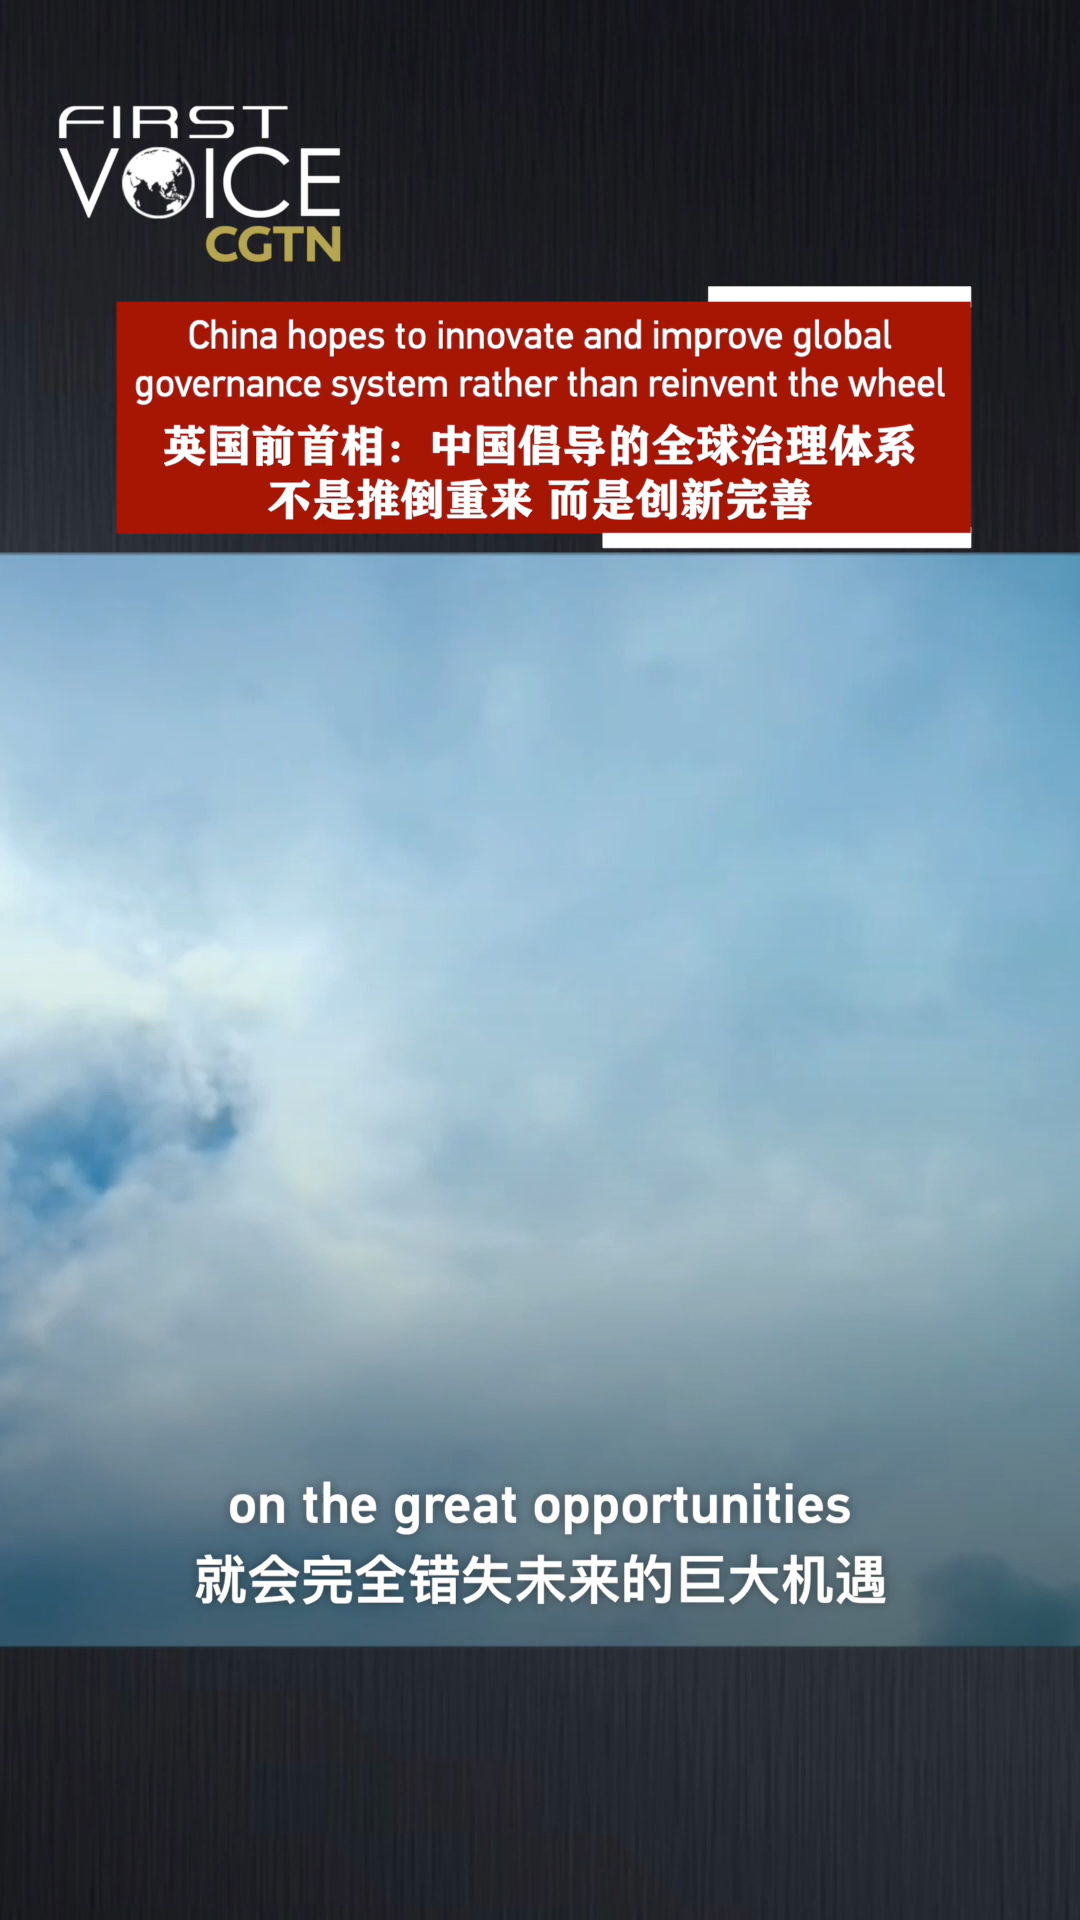 FIRST
VOICE
CGTN
China hopes to innovate and improve global
governance system rather than reinvent the wheel
英国前首相：中国倡导的全球治理体系
不是推倒重来 而是创新完善
on the great opportunities
就会完全错失未来的巨大机遇